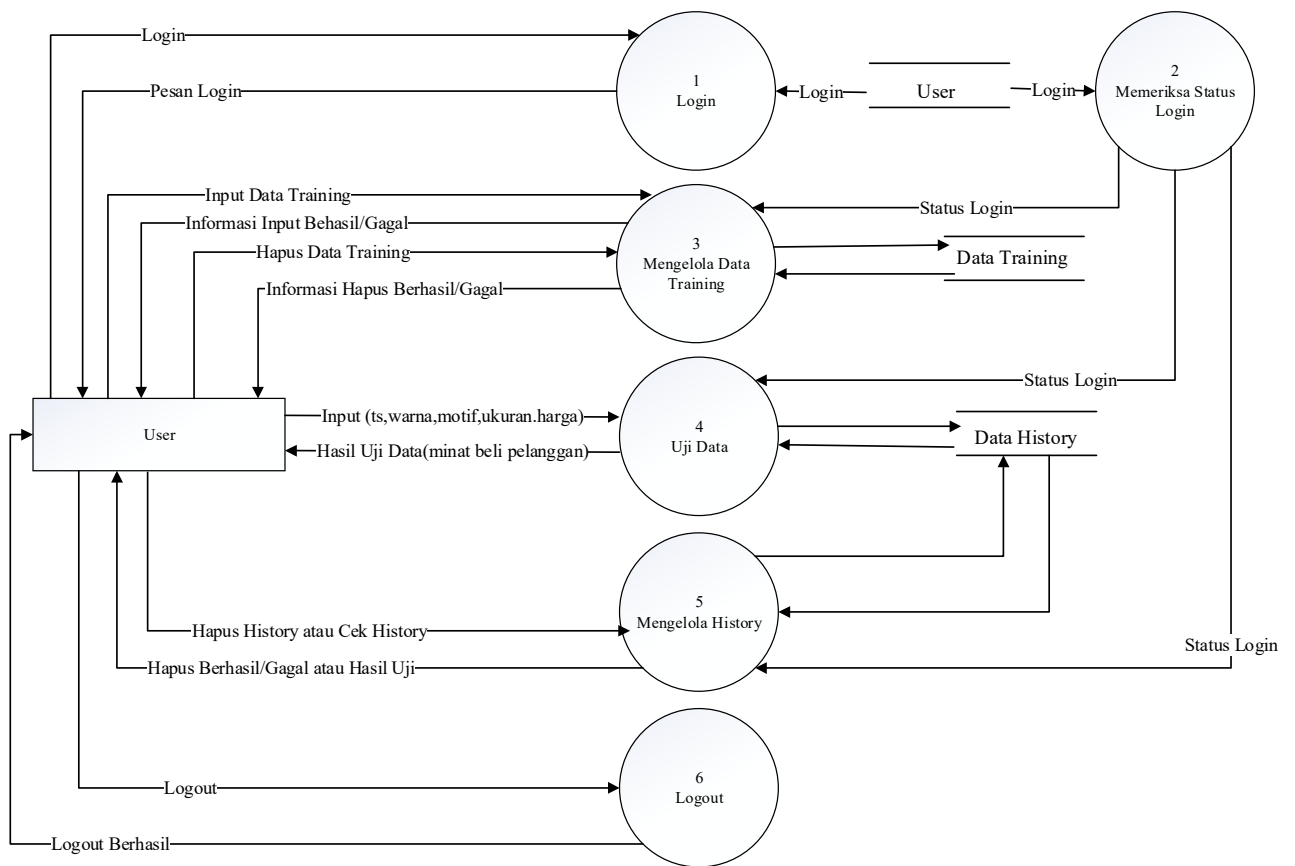 Login
1
Login
2
Memeriksa Status
Login
Pesan Login
Login
User
Login
Input Data Training
Informasi Input Behasil/Gagal
Status Login
3
Mengelola Data
Training
Hapus Data Training
Data Training
Informasi Hapus Berhasil/Gagal
Status Login
4
Uji Data
User
Input (ts,warna,motif,ukuran.harga)
Data History
Hasil Uji Data(minat beli pelanggan)
5
Mengelola History
Hapus History atau Cek History
Status Login
Hapus Berhasil/Gagal atau Hasil Uji
6
Logout
Logout
Logout Berhasil